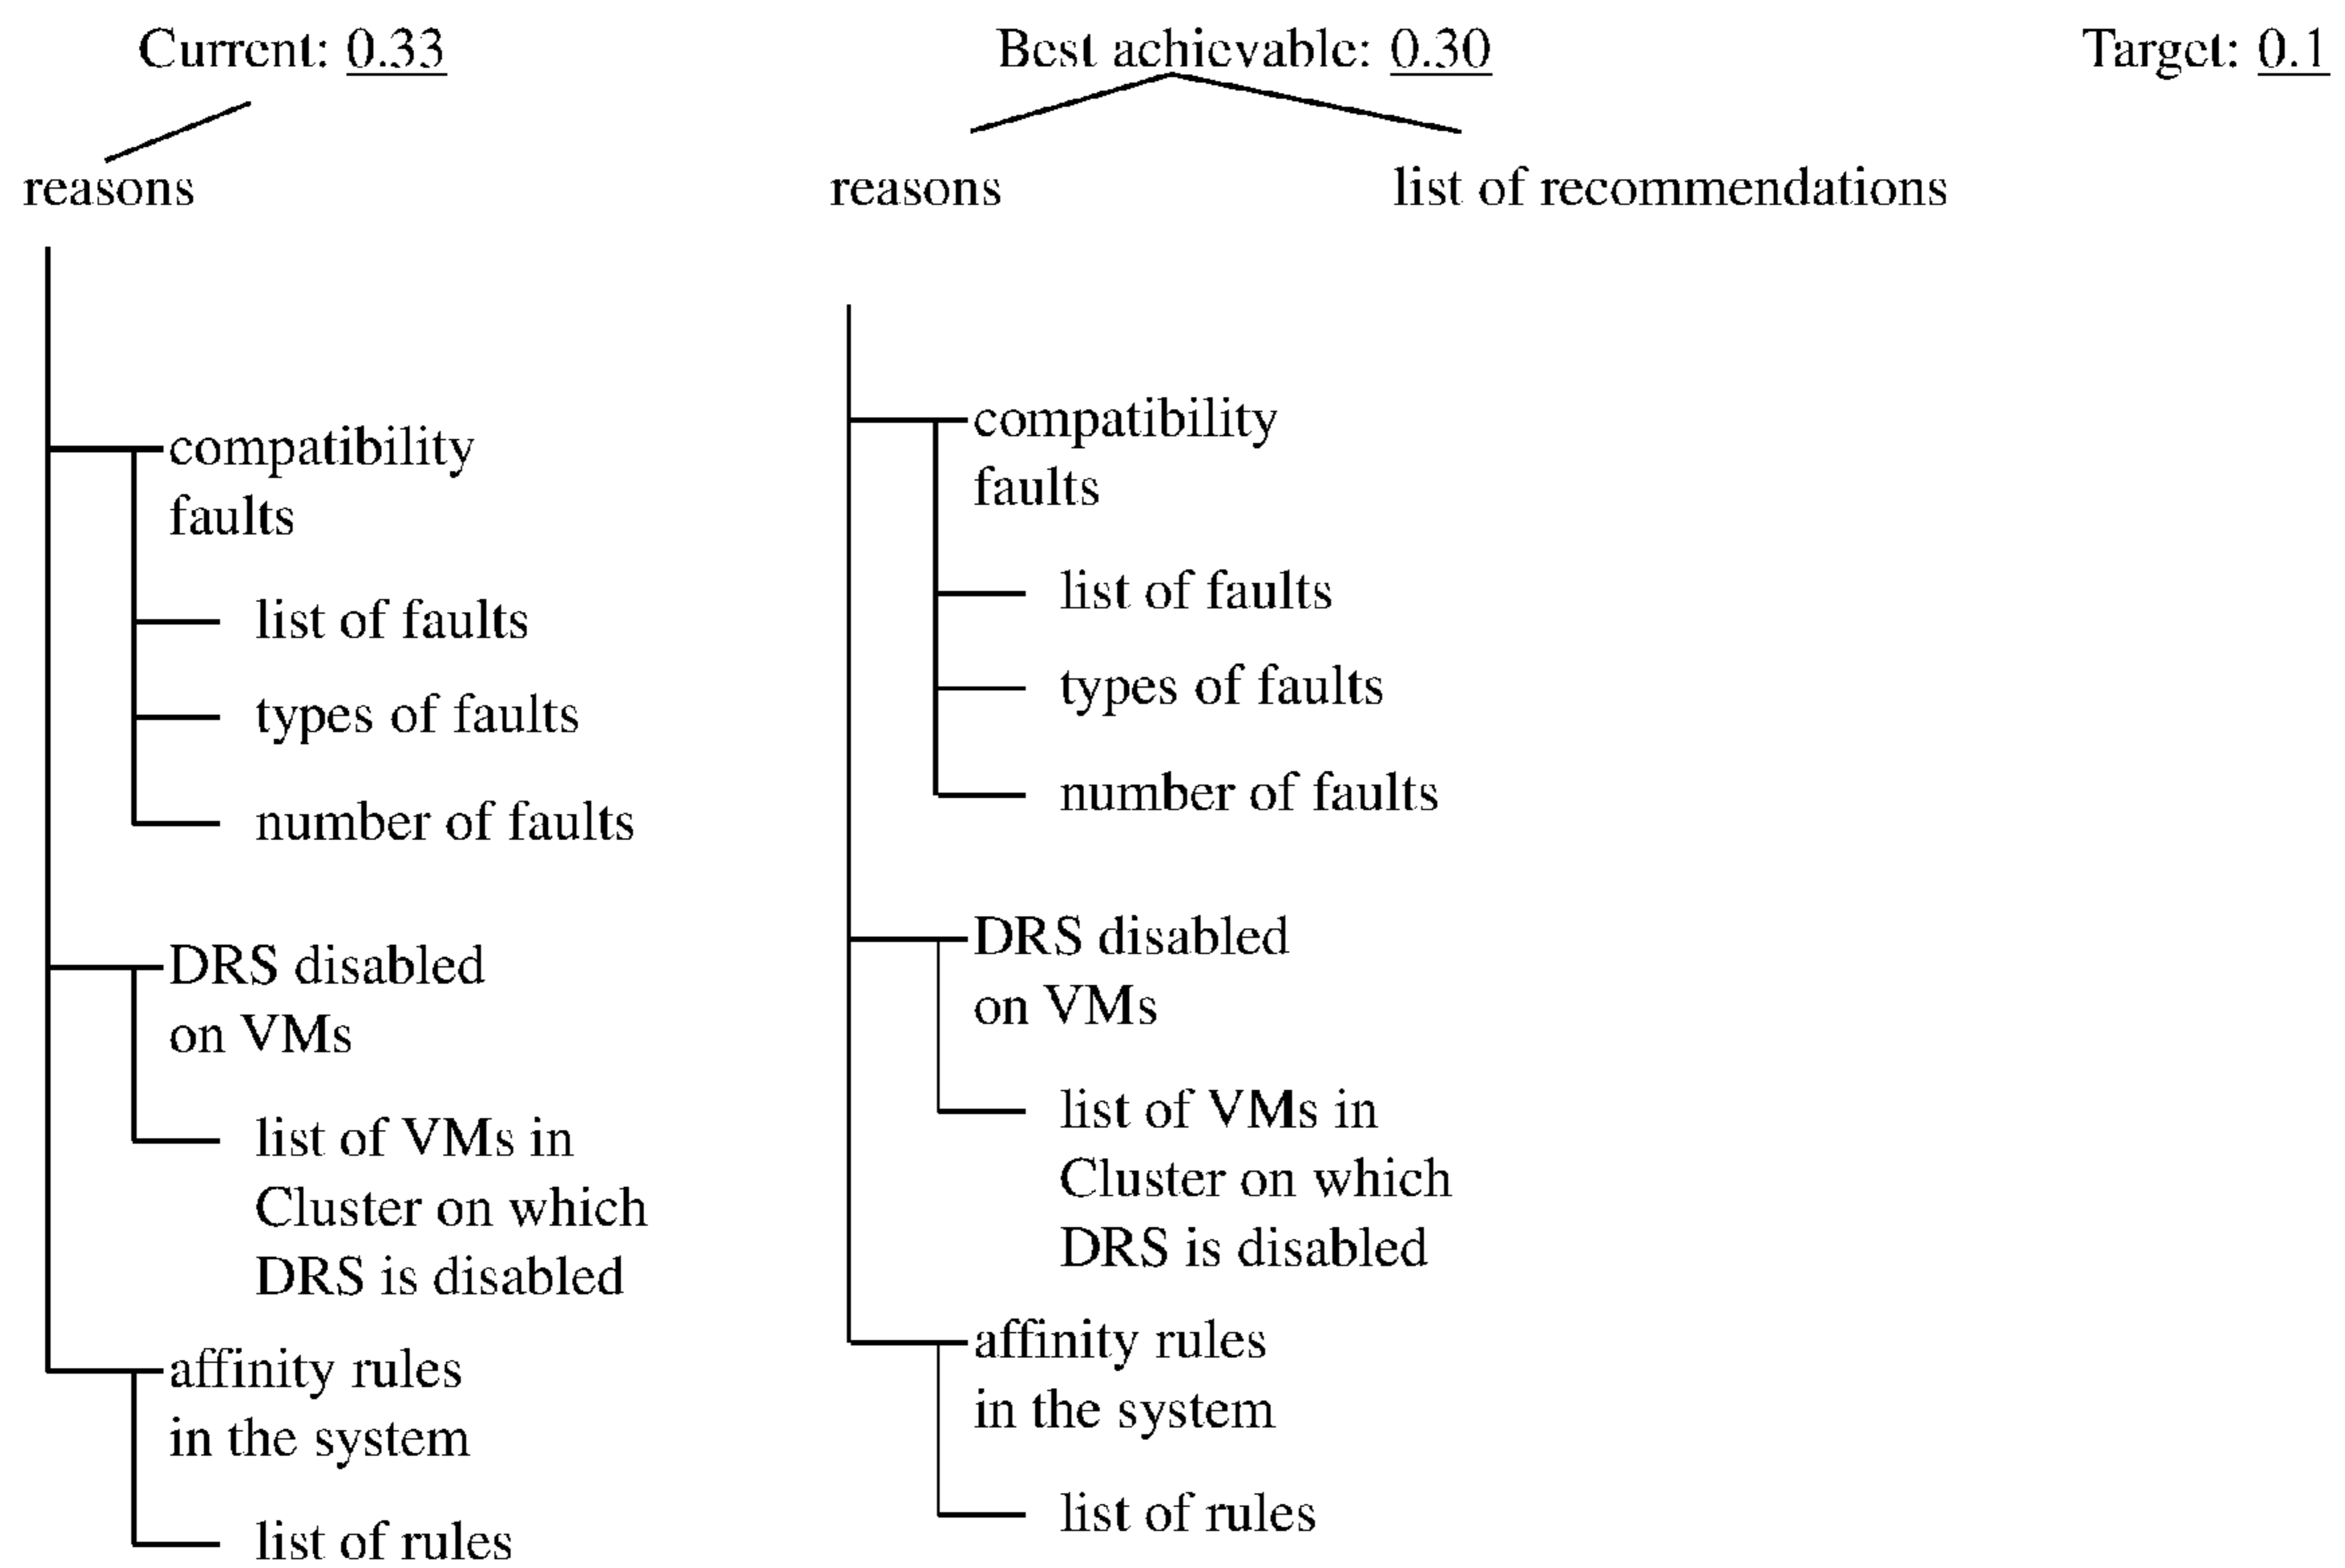 Current: 0.33
Best achievable: 0.30
Target: 0.1
reasons
compatibility
faults
list of faults
types of faults
number of faults
DRS disabled
on VMs
list of VMs in
Cluster on which
DRS is disabled
affinity rules
in the system
list of rules
reasons
list of recommendations
compatibility
faults
list of faults
types of faults
number of faults
DRS disabled
on VMs
list of VMs in
Cluster on which
DRS is disabled
affinity rules
in the system
list of rules